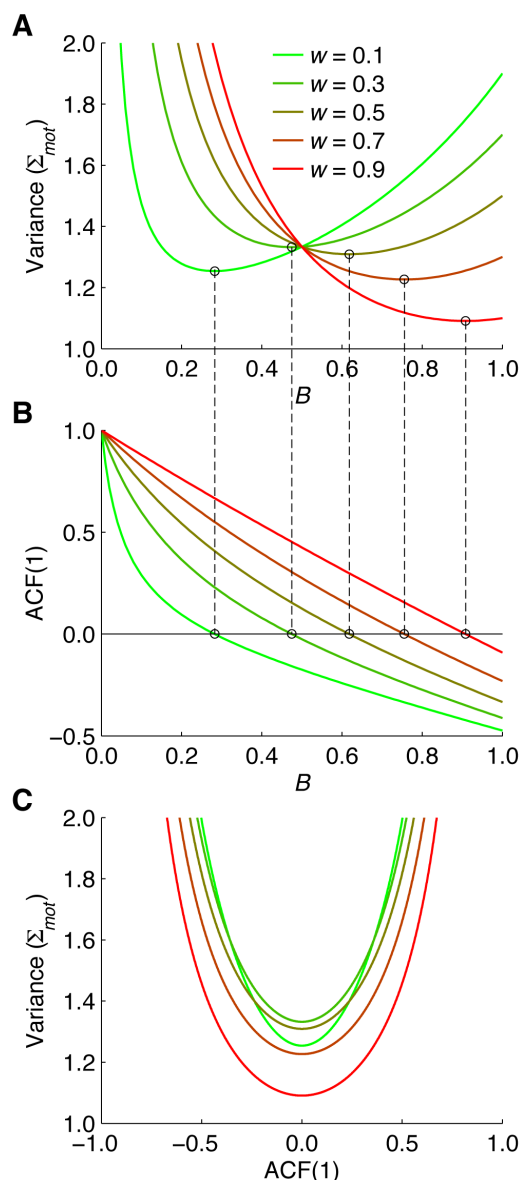 A
2.0
1.8
1.6
1.4
1.2
1.0
Variance (Σmot)
w = 0.1
w = 0.3
w = 0.5
w = 0.7
w = 0.9
0.0 0.2 0.4 0.6 0.8 1.0
B
B
1.0
0.5
0.0
−0.5
ACF(1)
0.0 0.2 0.4 0.6 0.8 1.0
B
C
2.0
1.8
1.6
1.4
1.2
1.0
Variance (Σmot)
−1.0 −0.5 0.0 0.5 1.0
ACF(1)